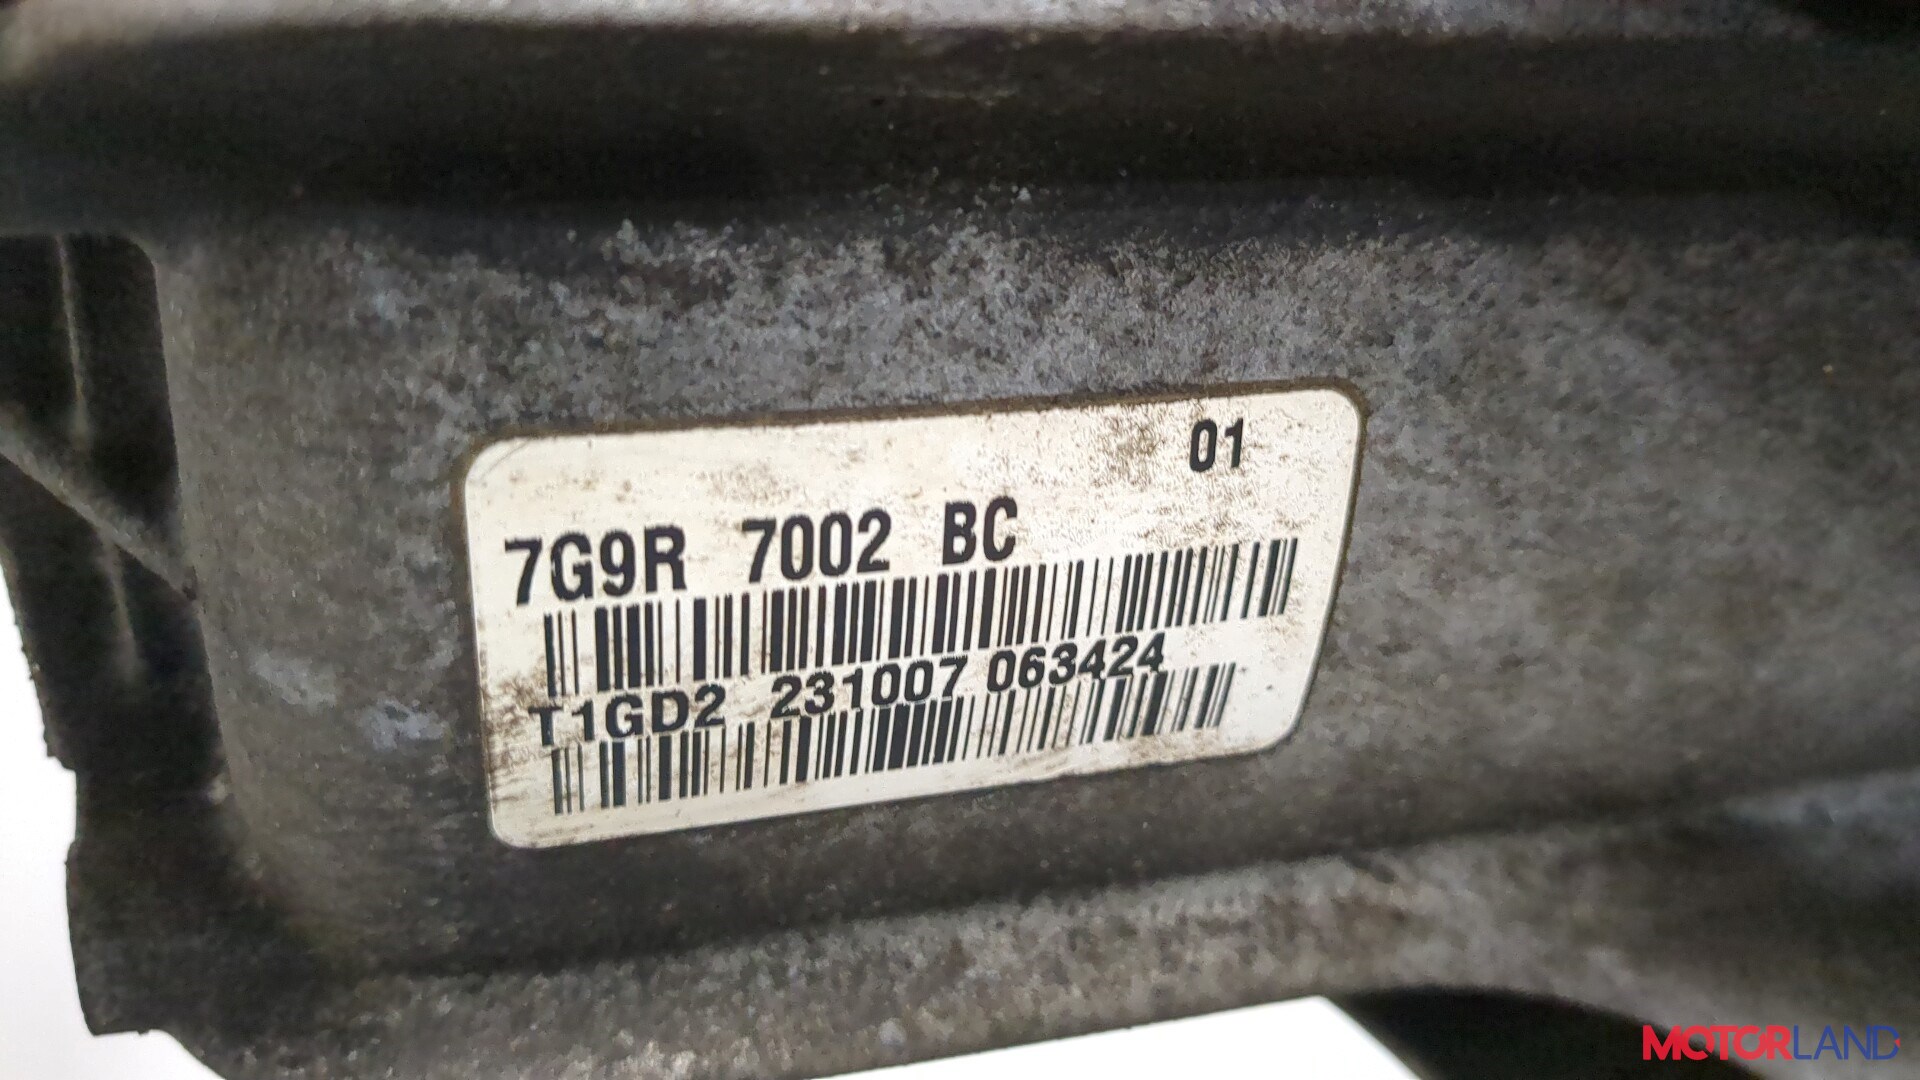 01
7G9R 7002 BC
T1GD2 231007 063424
MOTORLAND